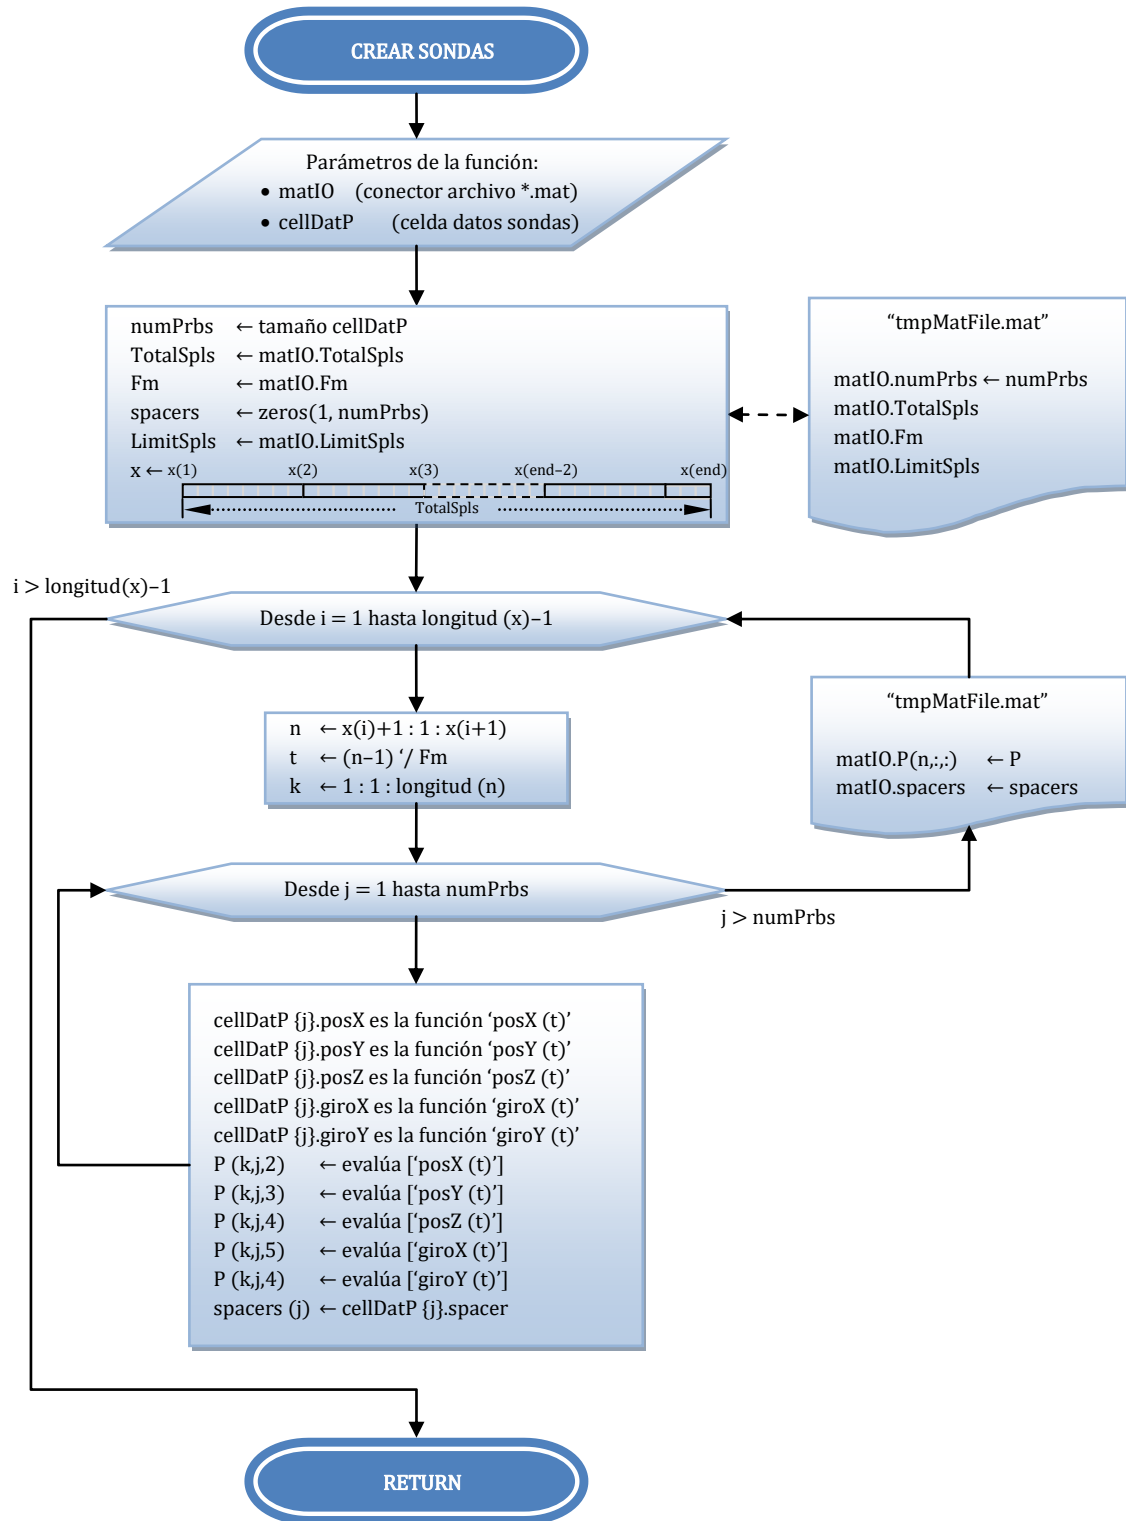 CREAR SONDAS
Parámetros de la función:
• matIO (conector archivo *.mat)
• cellDatP (celda datos sondas)
numPrbs ← tamaño cellDatP
TotalSpls ← matIO.TotalSpls
Fm ← matIO.Fm
spacers ← zeros(1, numPrbs)
LimitSpls ← matIO.LimitSpls
x ← x(1) x(2) x(3) x(end–2) x(end)
TotalSpls
“tmpMatFile.mat”
matIO.numPrbs ← numPrbs
matIO.TotalSpls
matIO.Fm
matIO.LimitSpls
i > longitud(x)–1
Desde i = 1 hasta longitud (x)–1
n ← x(i)+1 : 1 : x(i+1)
t ← (n–1) ‘/ Fm
k ← 1 : 1 : longitud (n)
“tmpMatFile.mat”
matIO.P(n,:,:) ← P
matIO.spacers ← spacers
Desde j = 1 hasta numPrbs
j > numPrbs
cellDatP {j}.posX es la función ‘posX (t)’
cellDatP {j}.posY es la función ‘posY (t)’
cellDatP {j}.posZ es la función ‘posZ (t)’
cellDatP {j}.giroX es la función ‘giroX (t)’
cellDatP {j}.giroY es la función ‘giroY (t)’
P (k,j,2) ← evalúa [‘posX (t)’]
P (k,j,3) ← evalúa [‘posY (t)’]
P (k,j,4) ← evalúa [‘posZ (t)’]
P (k,j,5) ← evalúa [‘giroX (t)’]
P (k,j,4) ← evalúa [‘giroY (t)’]
spacers (j) ← cellDatP {j}.spacer
RETURN